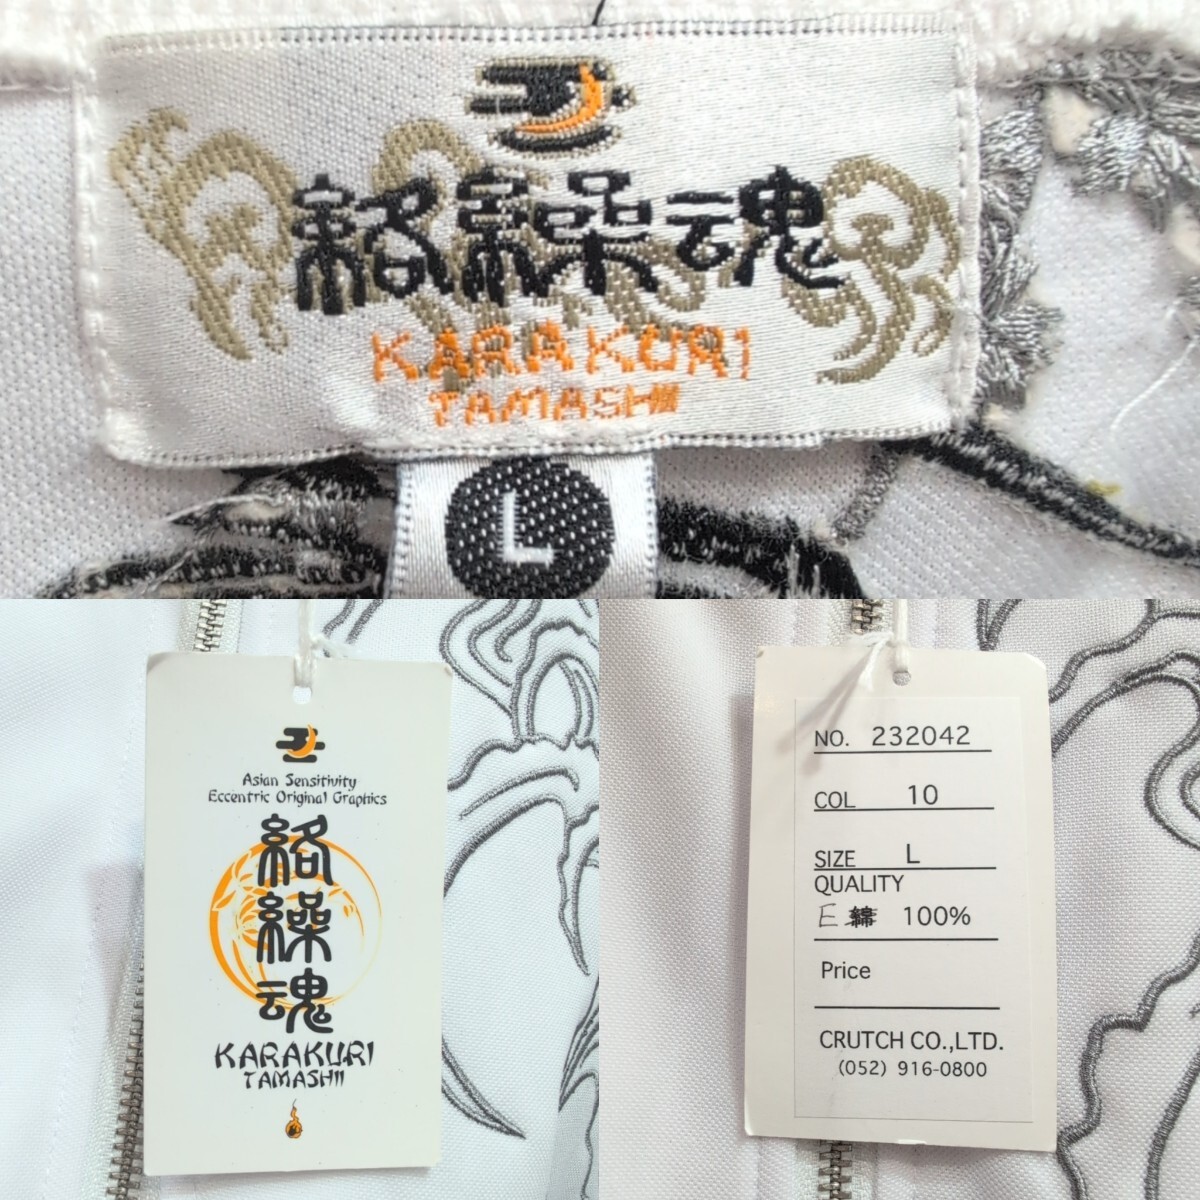 絡繰魂
KARAKURI
TAMASHII
L
Asian Sensitivity
Eccentric Original Graphics
絡
繰
魂
KARAKURI
TAMASHII
NO. 232042
COL 10
SIZE L
QUALITY
E 綿 100%
Price
CRUTCH CO.,LTD.
(052) 916-0800